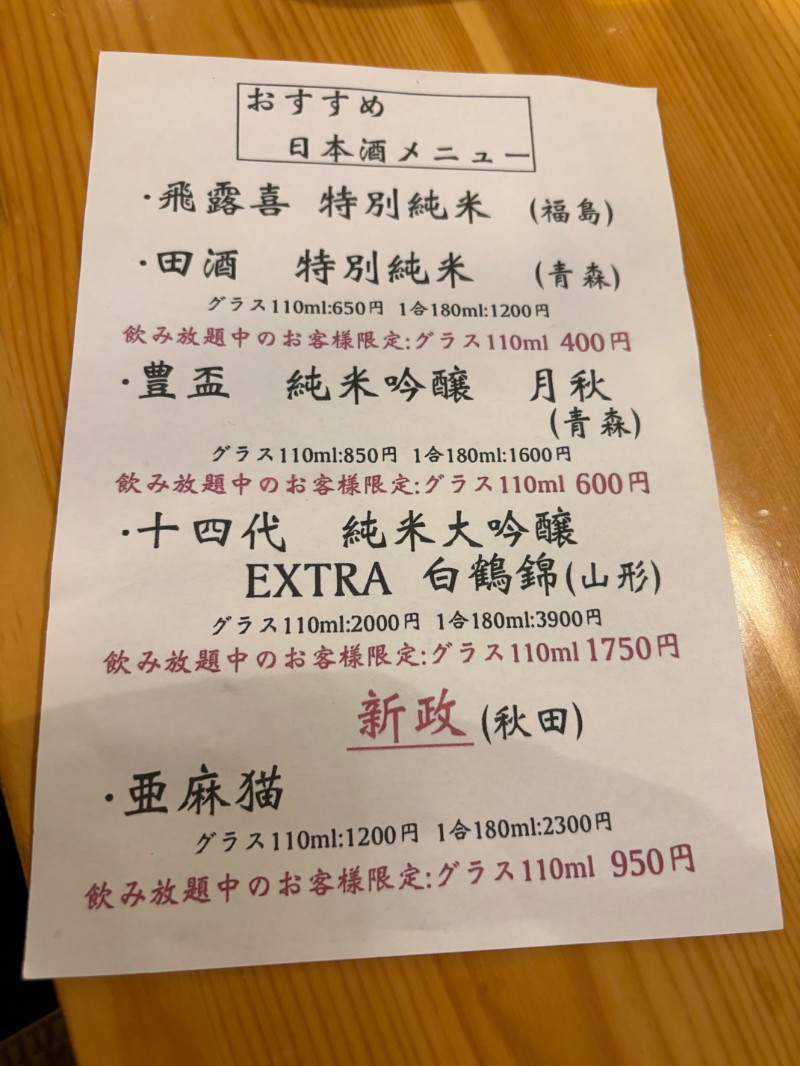 おすすめ
日本酒メニュー
・飛露喜 特別純米 (福島)
・田酒 特別純米 (青森)
グラス110ml:650円 1合180ml:1200円
飲み放題中のお客様限定:グラス110ml 400円
・豊盃 純米吟醸 月秋
(青森)
グラス110ml:850円 1合180ml:1600円
飲み放題中のお客様限定:グラス110ml 600円
・十四代 純米大吟醸
EXTRA 白鶴錦(山形)
グラス110ml:2000円 1合180ml:3900円
飲み放題中のお客様限定:グラス110ml 1750円
新政 (秋田)
・亜麻猫
グラス110ml:1200円 1合180ml:2300円
飲み放題中のお客様限定:グラス110ml 950円